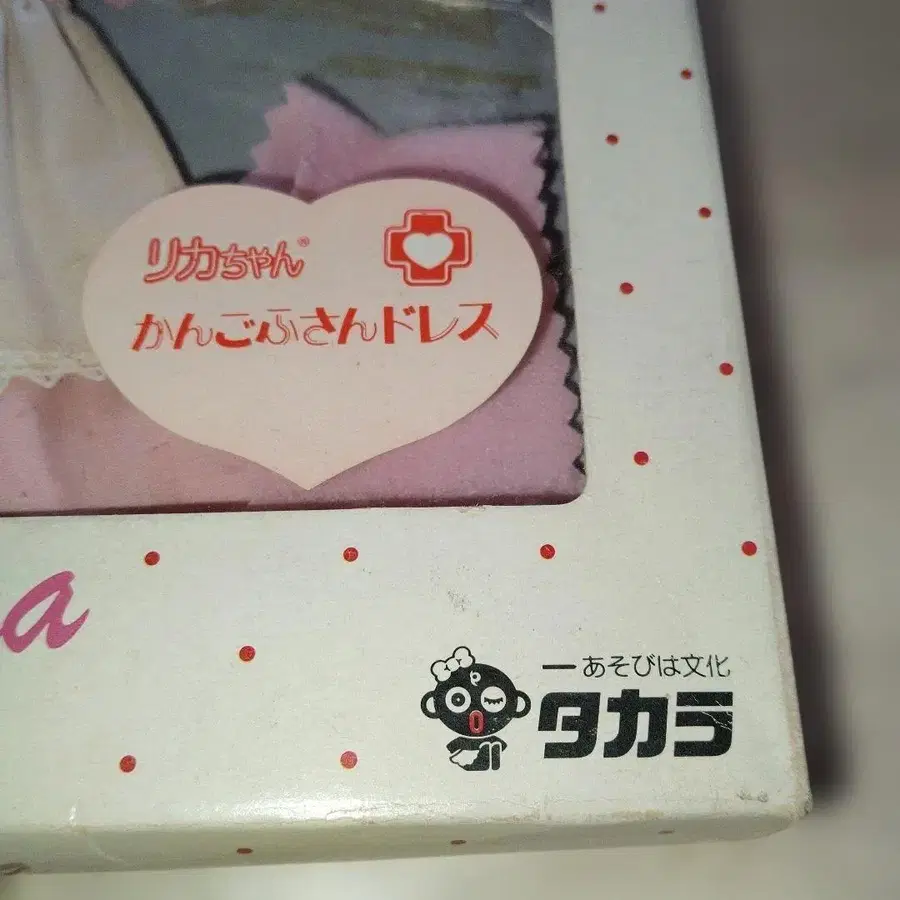 リカちゃん®
かんごふさんドレス
a
—あそびは文化
タカラ